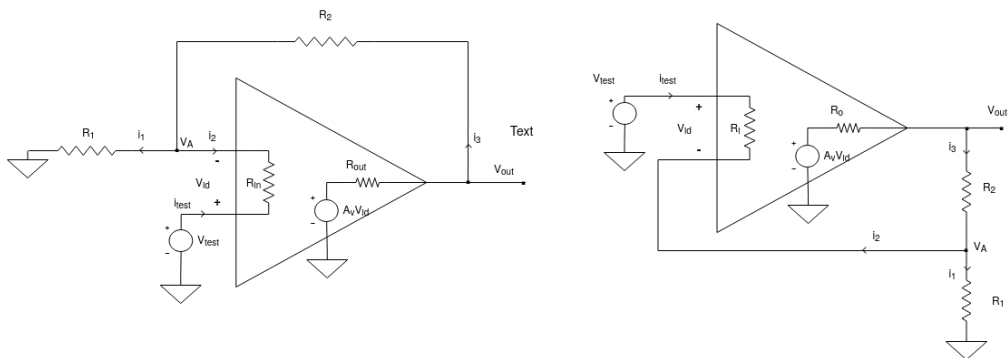 R2
R1
i1
VA
i2
-
VId
RIn
itest
+
+
-
Vtest
Rout
+
-
AvVId
i3
Text
Vout
Vtest
itest
+
-
+
VId
-
RI
Ro
+
-
AvVId
Vout
i3
R2
VA
i2
i1
R1